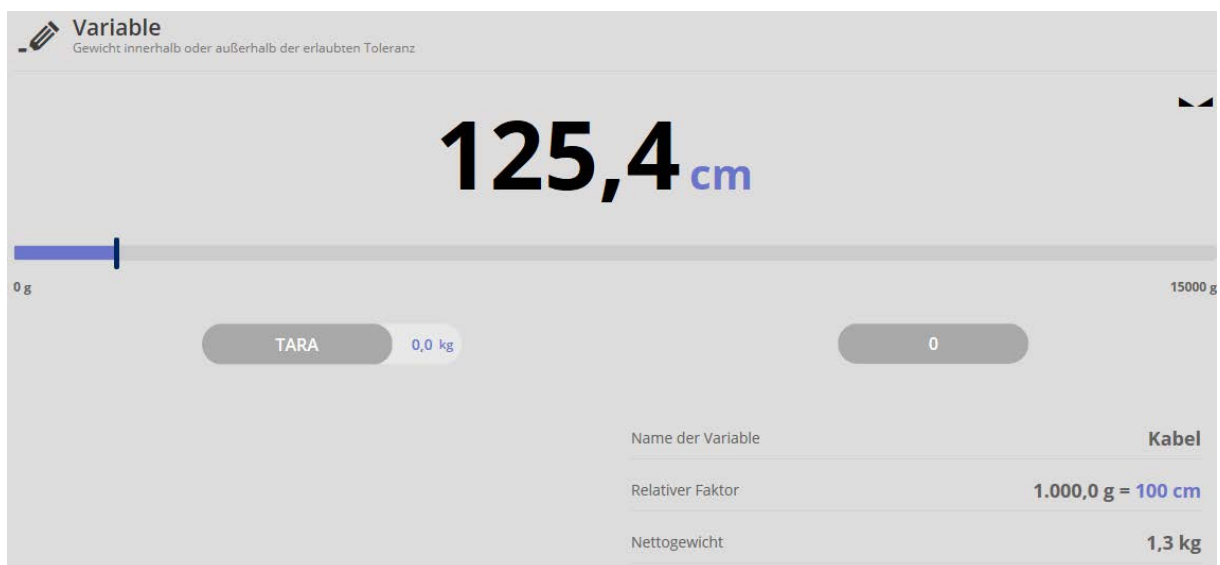 Variable
Gewicht innerhalb oder außerhalb der erlaubten Toleranz
125,4 cm
0 g
15000 g
TARA 0,0 kg
0
Name der Variable Kabel
Relativer Faktor 1.000,0 g = 100 cm
Nettogewicht 1,3 kg